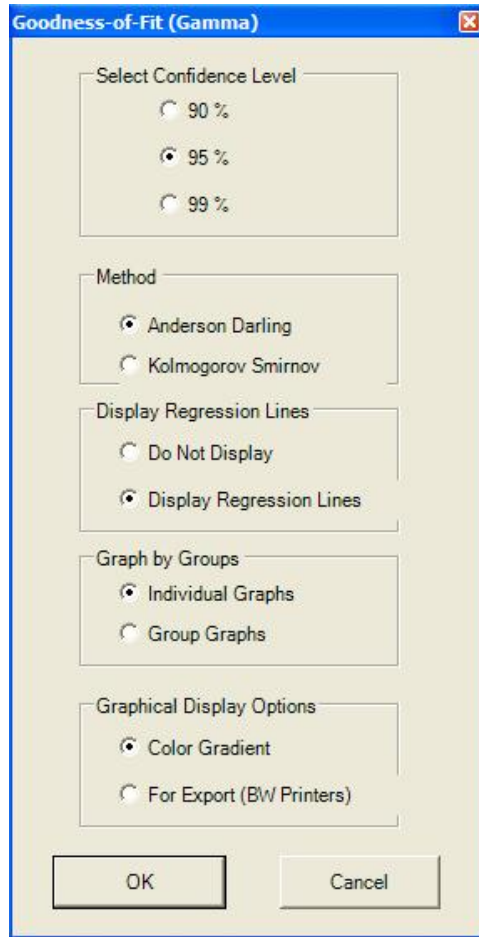 Goodness-of-Fit (Gamma)
Select Confidence Level
90 %
95 %
99 %
Method
Anderson Darling
Kolmogorov Smirnov
Display Regression Lines
Do Not Display
Display Regression Lines
Graph by Groups
Individual Graphs
Group Graphs
Graphical Display Options
Color Gradient
For Export (BW Printers)
OK Cancel